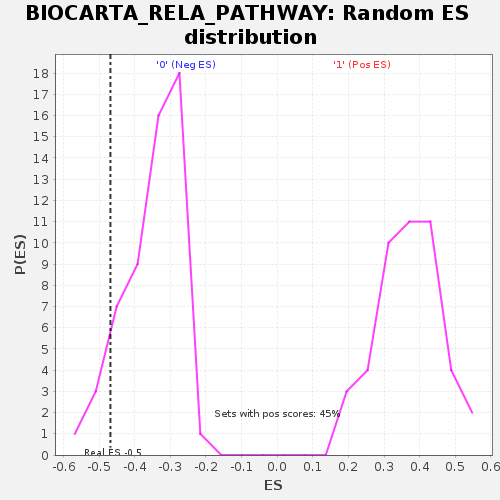 BIOCARTA_RELA_PATHWAY: Random ES
distribution
'0' (Neg ES)
'1' (Pos ES)
18
17
16
15
14
13
12
11
10
9
8
7
6
5
4
3
2
1
0
P(ES)
Sets with pos scores: 45%
Real ES -0.5
-0.6 -0.5 -0.4 -0.3 -0.2 -0.1 0.0 0.1 0.2 0.3 0.4 0.5 0.6
ES